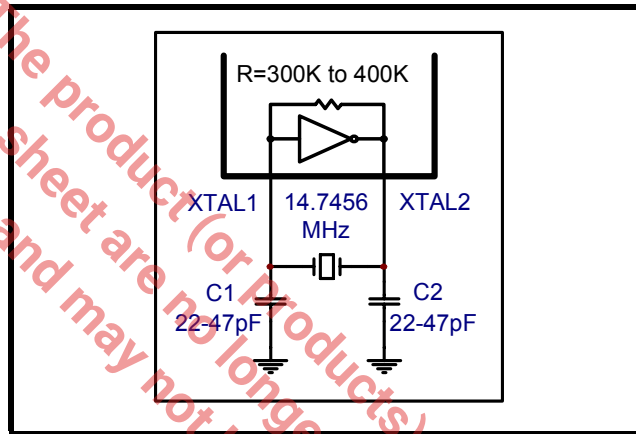 The product (or products)
sheet are no longe
and may not
R=300K to 400K
XTAL1 14.7456 XTAL2
MHz
C1 C2
22-47pF 22-47pF